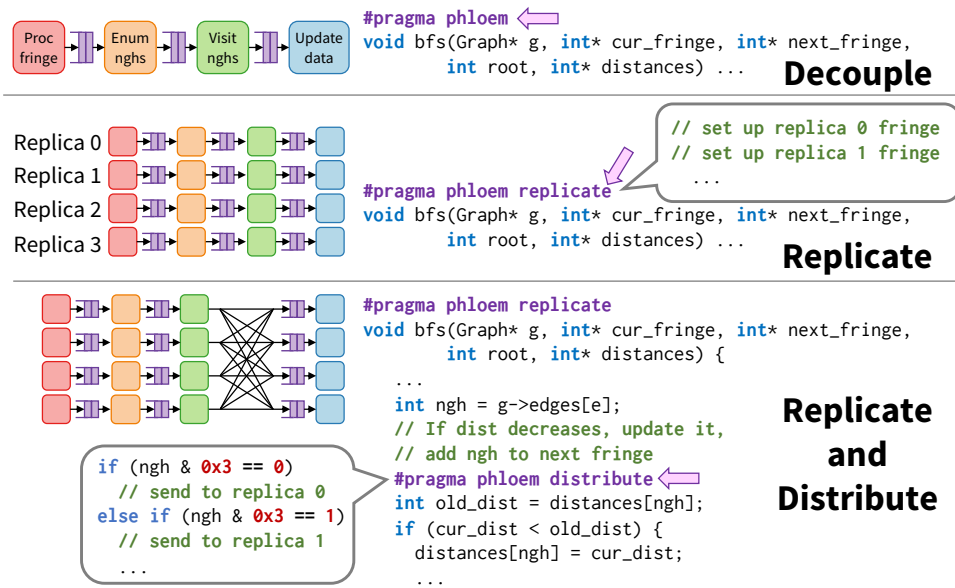 Proc fringe
Enum nghs
Visit nghs
Update data
#pragma phloem
void bfs(Graph* g, int* cur_fringe, int* next_fringe,
int root, int* distances) ...
Decouple
Replica 0
Replica 1
Replica 2
Replica 3
// set up replica 0 fringe
// set up replica 1 fringe
...
#pragma phloem replicate
void bfs(Graph* g, int* cur_fringe, int* next_fringe,
int root, int* distances) ...
Replicate
#pragma phloem replicate
void bfs(Graph* g, int* cur_fringe, int* next_fringe,
int root, int* distances) {
...
int ngh = g->edges[e];
// If dist decreases, update it,
// add ngh to next fringe
#pragma phloem distribute
int old_dist = distances[ngh];
if (cur_dist < old_dist) {
distances[ngh] = cur_dist;
...
if (ngh & 0x3 == 0)
// send to replica 0
else if (ngh & 0x3 == 1)
// send to replica 1
...
Replicate
and
Distribute